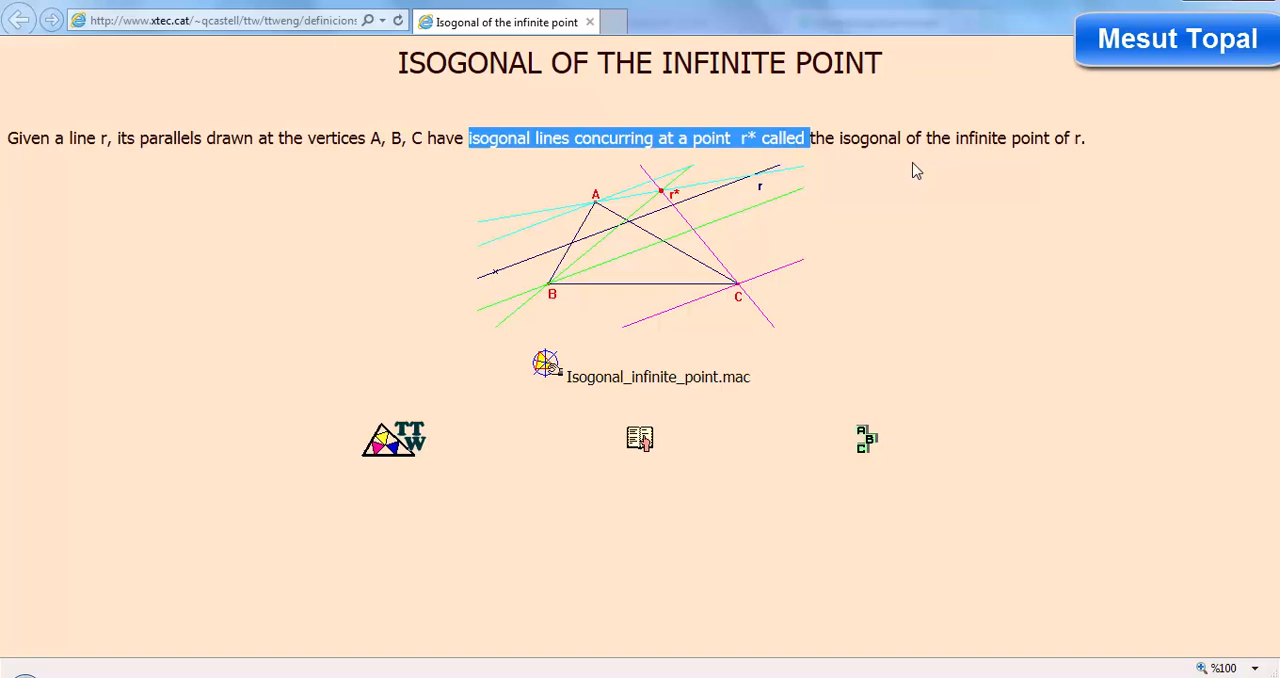 http://www.xtec.cat/~qcastell/ttw/ttweng/definicions
Isogonal of the infinite point
Mesut Topal
ISOGONAL OF THE INFINITE POINT
Given a line r, its parallels drawn at the vertices A, B, C have isogonal lines concurring at a point r* called the isogonal of the infinite point of r.
A
r*
r
x
B
C
Isogonal_infinite_point.mac
TT
W
A
B
C
%100